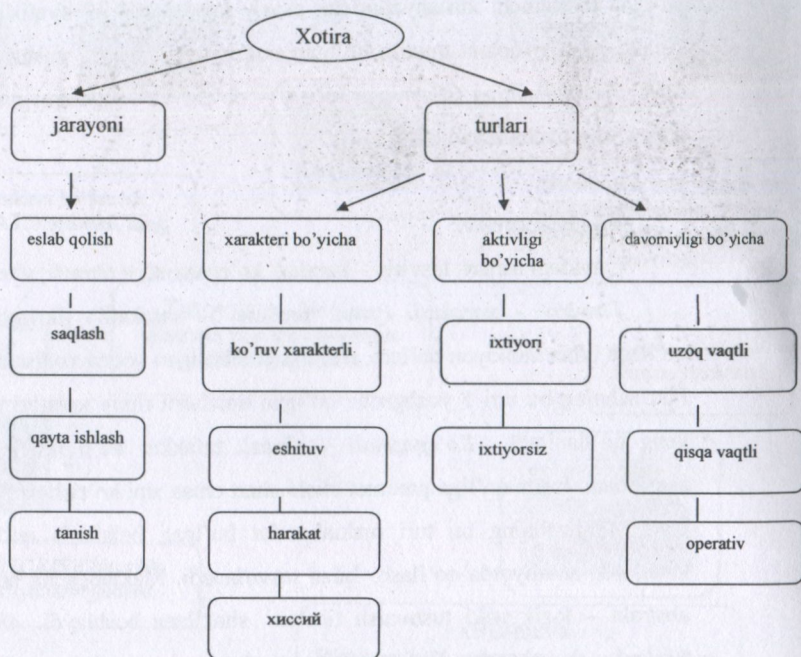 Xotira
jarayoni
turlari
eslab qolish
xarakteri bo'yicha
aktivligi
bo'yicha
davomiyligi bo'yicha
saqlash
ko'ruv xarakterli
ixtiyori
uzoq vaqtli
qayta ishlash
eshituv
ixtiyorsiz
qisqa vaqtli
tanish
harakat
operativ
хиссий